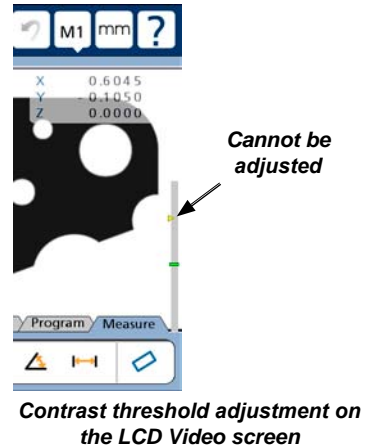 M1 mm ?
X 0.6045
Y - 0.1050
Z 0.0000
Cannot be
adjusted
Program Measure
Contrast threshold adjustment on
the LCD Video screen